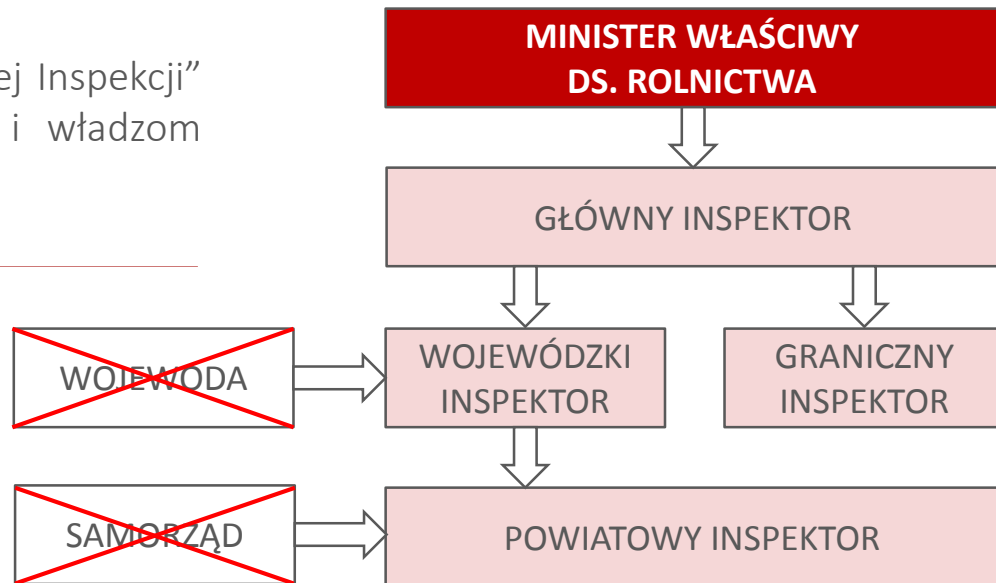 ej Inspekcji”
i władzom
MINISTER WŁAŚCIWY
DS. ROLNICTWA
GŁÓWNY INSPEKTOR
WOJEWODA
WOJEWÓDZKI
INSPEKTOR
GRANICZNY
INSPEKTOR
SAMORZĄD
POWIATOWY INSPEKTOR